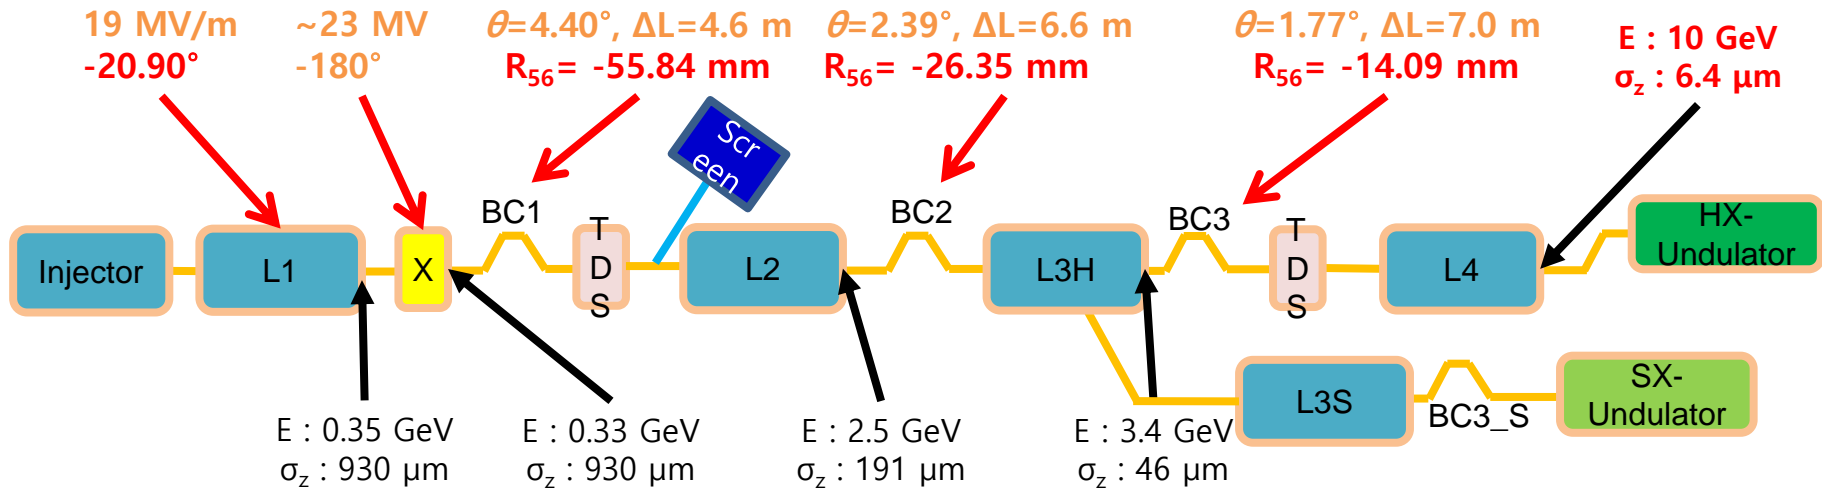 19 MV/m
-20.90°
~23 MV
-180°
θ=4.40°, ΔL=4.6 m
R₅₆= -55.84 mm
θ=2.39°, ΔL=6.6 m
R₅₆= -26.35 mm
θ=1.77°, ΔL=7.0 m
R₅₆= -14.09 mm
E : 10 GeV
σz : 6.4 μm
Scr
een
BC1
BC2
BC3
Injector
L1
X
T
D
S
L2
L3H
T
D
S
L4
HX-
Undulator
L3S
BC3_S
SX-
Undulator
E : 0.35 GeV
σz : 930 μm
E : 0.33 GeV
σz : 930 μm
E : 2.5 GeV
σz : 191 μm
E : 3.4 GeV
σz : 46 μm